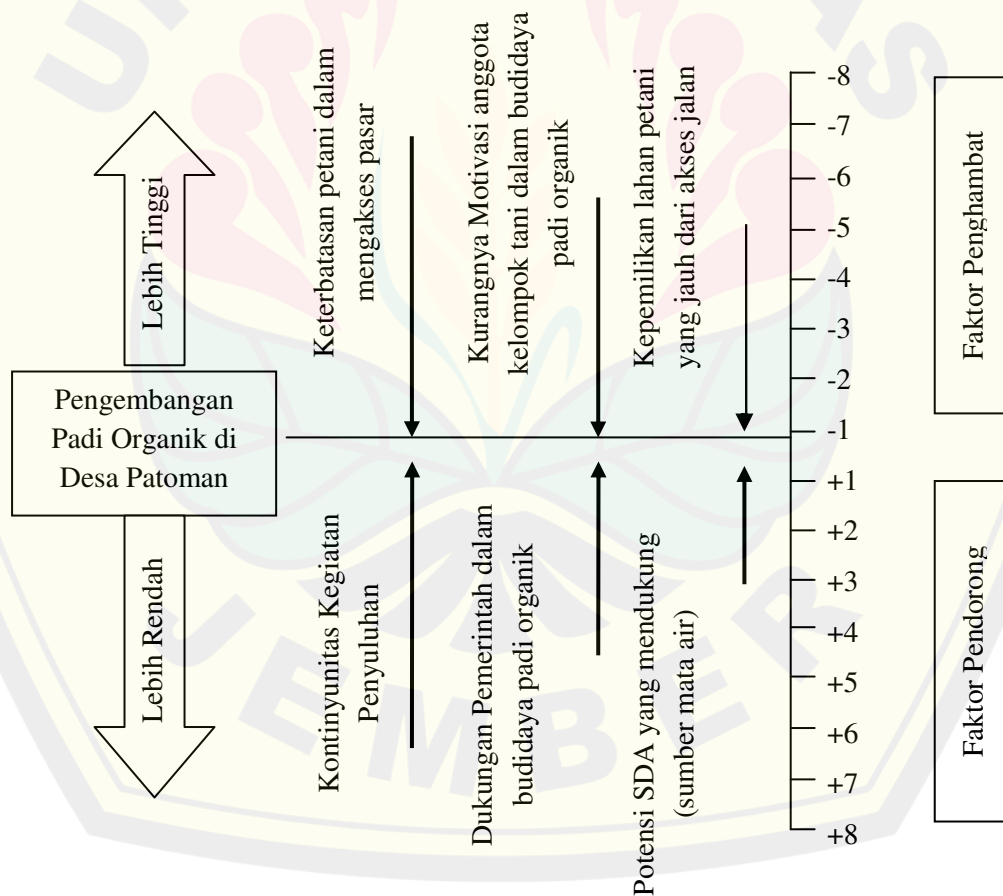 Lebih Tinggi
Pengembangan
Padi Organik di
Desa Patoman
Lebih Rendah
Keterbatasan petani dalam
mengakses pasar
Kurangnya Motivasi anggota
kelompok tani dalam budidaya
padi organik
Kepemilikan lahan petani
yang jauh dari akses jalan
Kontinyunitas Kegiatan
Penyuluhan
Dukungan Pemerintah dalam
budidaya padi organik
Potensi SDA yang mendukung
(sumber mata air)
-8
-7
-6
-5
-4
-3
-2
-1
+1
+2
+3
+4
+5
+6
+7
+8
Faktor Penghambat
Faktor Pendorong
JEMBER